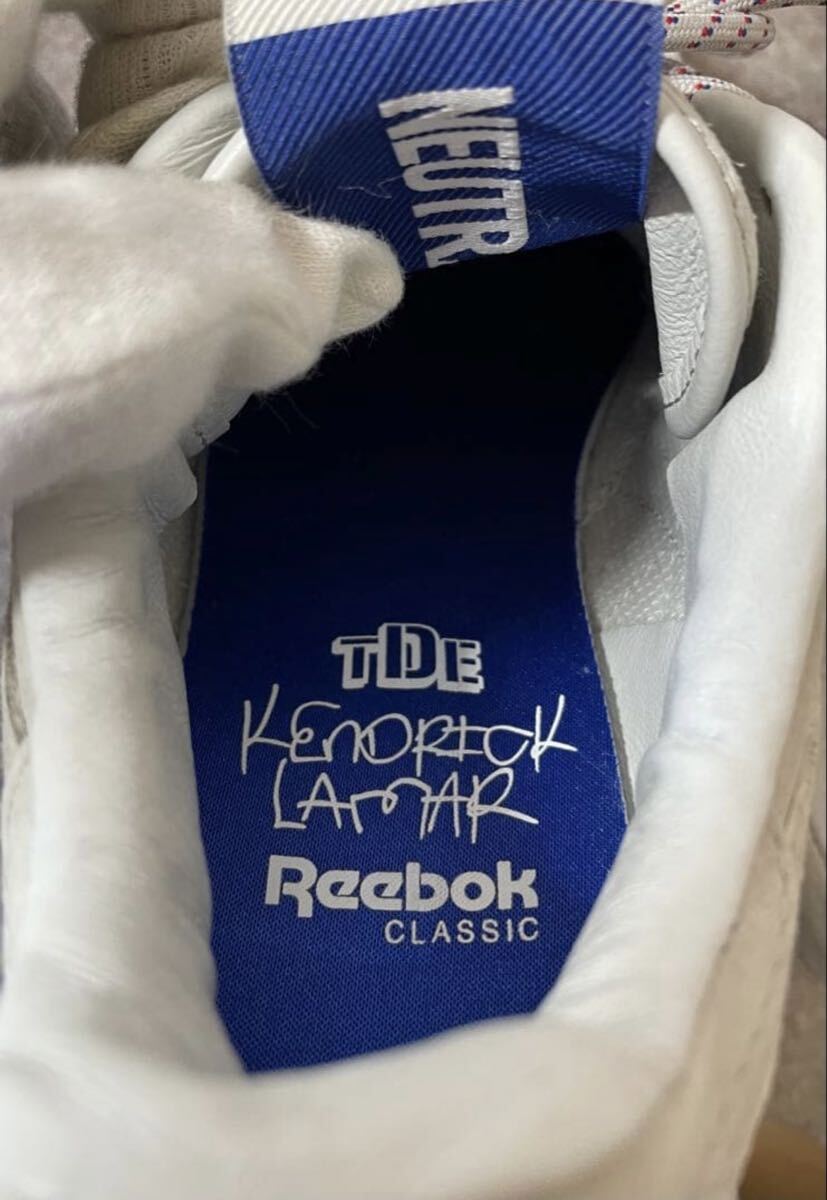 NEUTR
TDE
KENDRICK
LAMAR
Reebok
CLASSIC